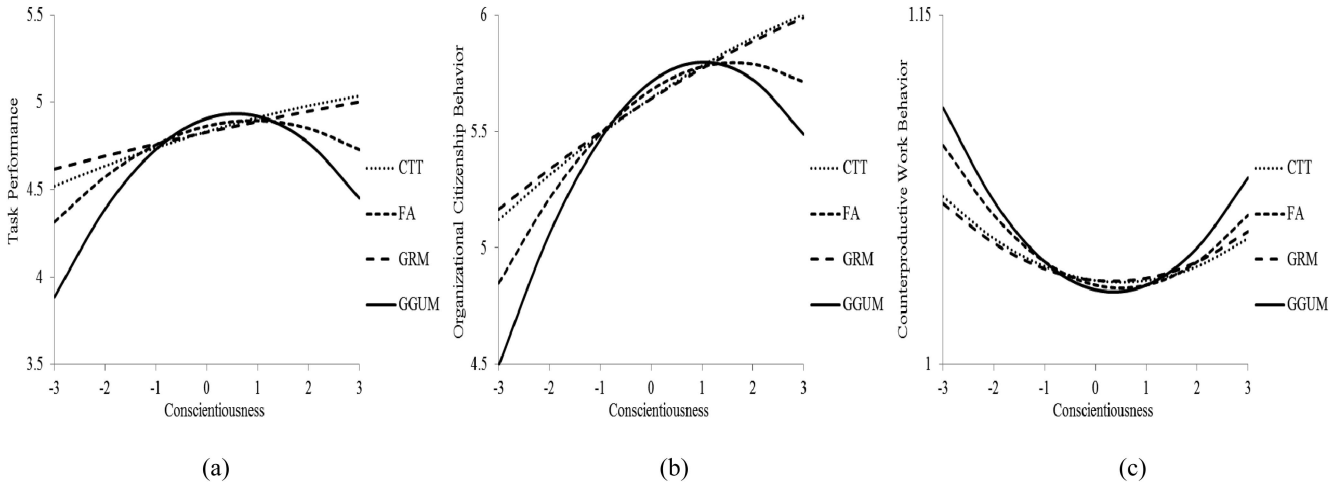 5.5
5
4.5
4
3.5
Task Performance
-3 -2 -1 0 1 2 3
Conscientiousness
CTT
FA
GRM
GGUM
(a)
6
5.5
5
4.5
Organizational Citizenship Behavior
-3 -2 -1 0 1 2 3
Conscientiousness
CTT
FA
GRM
GGUM
(b)
1.15
1
Counterproductive Work Behavior
-3 -2 -1 0 1 2 3
Conscientiousness
CTT
FA
GRM
GGUM
(c)